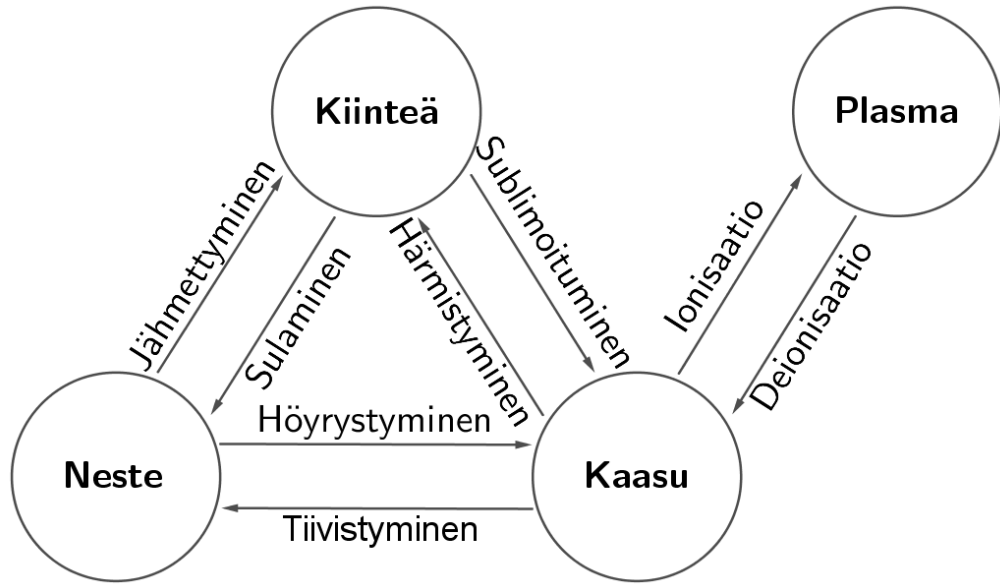 Kiinteä
Plasma
Jähmettyminen
Sulaminen
Härmistyminen
Sublimoituminen
Ionisaatio
Deionisaatio
Höyrystyminen
Neste
Kaasu
Tiivistyminen